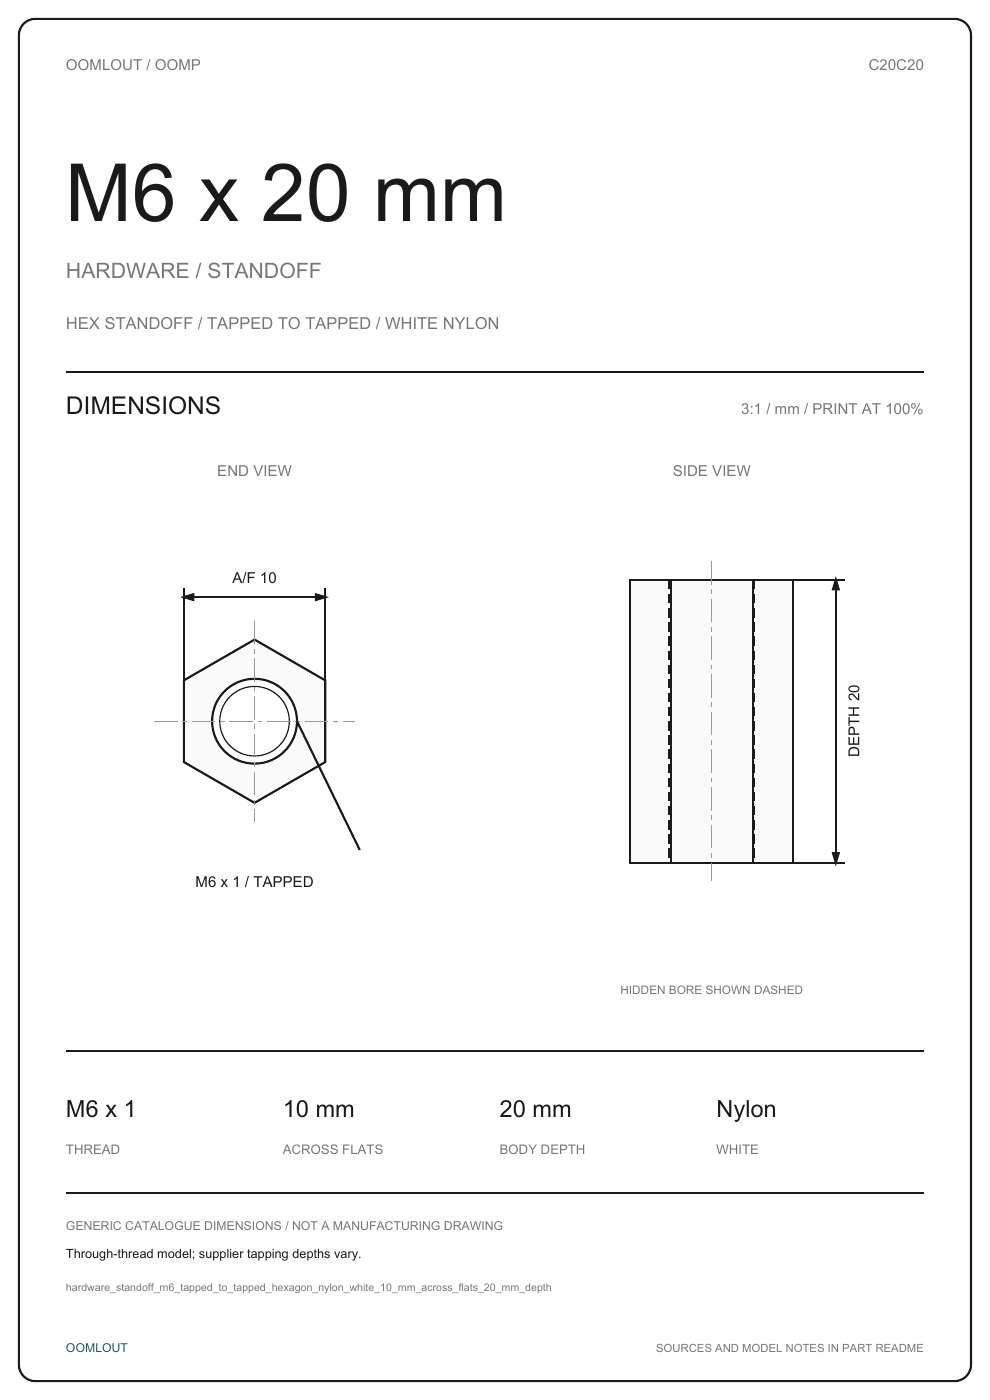 OOMLOUT / OOMP
C20C20
M6 x 20 mm
HARDWARE / STANDOFF
HEX STANDOFF / TAPPED TO TAPPED / WHITE NYLON
DIMENSIONS
3:1 / mm / PRINT AT 100%
END VIEW
SIDE VIEW
A/F 10
DEPTH 20
M6 x 1 / TAPPED
HIDDEN BORE SHOWN DASHED
M6 x 1
10 mm
20 mm
Nylon
THREAD
ACROSS FLATS
BODY DEPTH
WHITE
GENERIC CATALOGUE DIMENSIONS / NOT A MANUFACTURING DRAWING
Through-thread model; supplier tapping depths vary.
hardware_standoff_m6_tapped_to_tapped_hexagon_nylon_white_10_mm_across_flats_20_mm_depth
OOMLOUT
SOURCES AND MODEL NOTES IN PART README